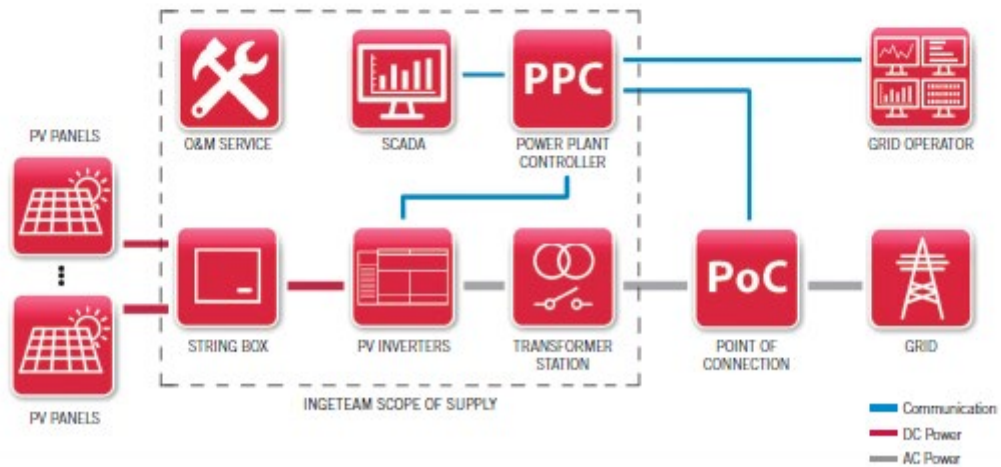 PPC
O&M SERVICE
SCADA
POWER PLANT
CONTROLLER
GRID OPERATOR
PV PANELS
PoC
STRING BOX
PV INVERTERS
TRANSFORMER
STATION
POINT OF
CONNECTION
GRID
PV PANELS
INGETEAM SCOPE OF SUPPLY
Communication
DC Power
AC Power